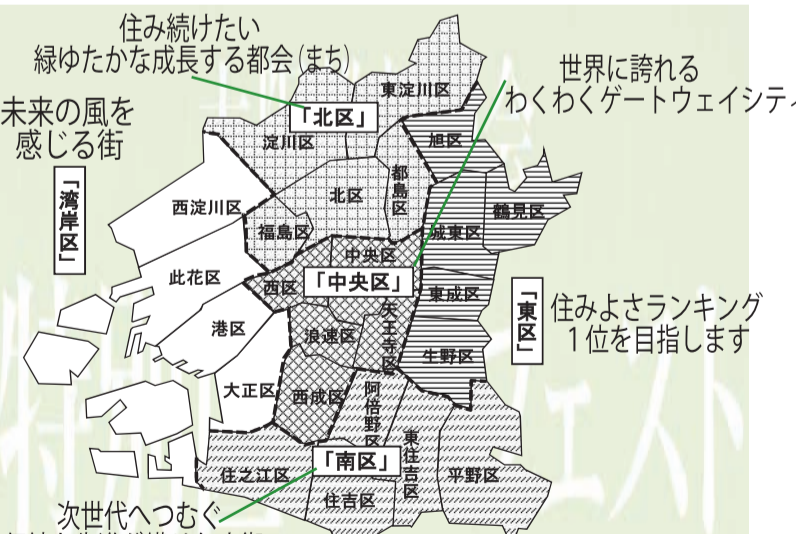 住み続けたい
緑ゆたかな成長する都会(まち)
未来の風を
感じる街
「湾岸区」
世界に誇れる
わくわくゲートウェイシティ
「北区」
東淀川区
淀川区
旭区
都島区
北区
西淀川区
福島区
鶴見区
城東区
中央区
此花区
西区
「中央区」
東成区
港区
浪速区
天王寺区
生野区
「東区」
住みよさランキング
1位を目指します
大正区
西成区
阿倍野区
東住吉区
「南区」
住之江区
住吉区
平野区
次世代へつむぐ
特別
フェスト